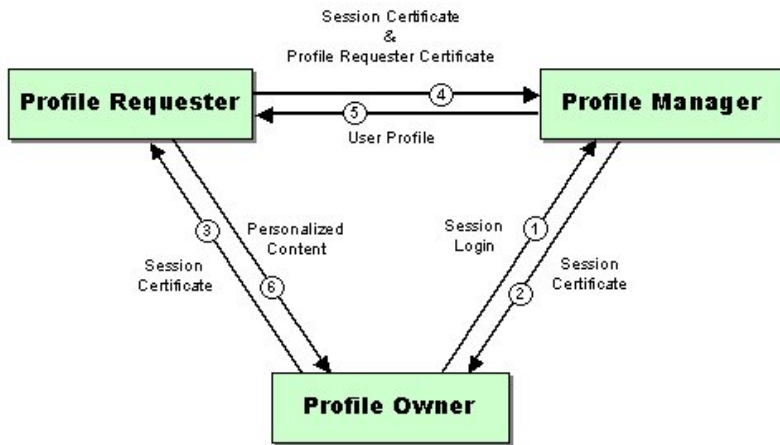 Session Certificate
&
Profile Requester Certificate
Profile Requester
4
Profile Manager
5
User Profile
3
Personalized
Content
Session
Login
1
Session
Certificate
6
2
Session
Certificate
Profile Owner